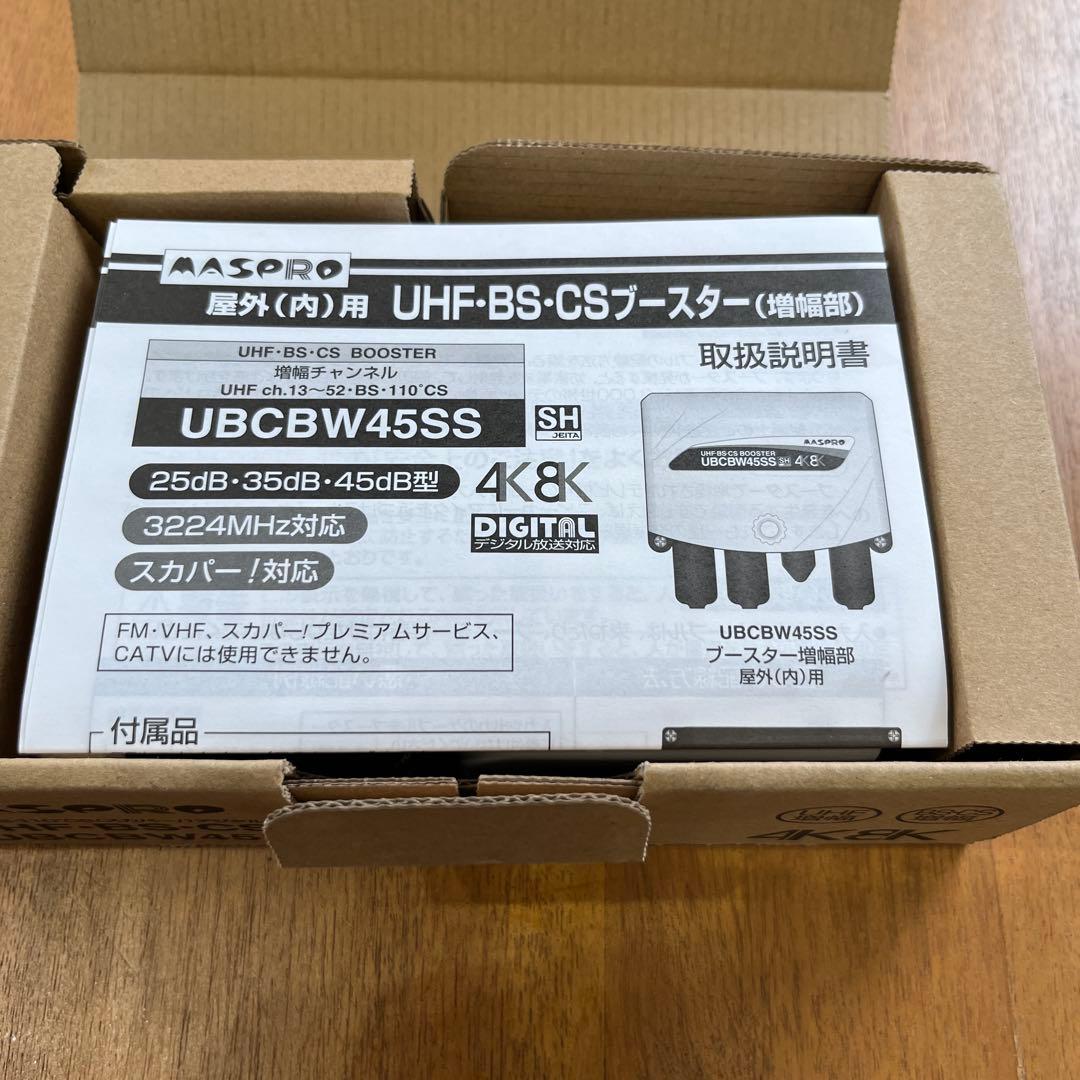 MASPRO
屋外(内)用 UHF・BS・CSブースター(増幅部)
UHF・BS・CS BOOSTER
増幅チャンネル
UHF ch.13〜52・BS・110°CS
UBCBW45SS
SH
JEITA
取扱説明書
25dB・35dB・45dB型
4K8K
3224MHz対応
DIGITAL
デジタル放送対応
スカパー!対応
MASPRO
UHF・BS・CS BOOSTER
UBCBW45SS SH 4K8K
FM・VHF、スカパー!プレミアムサービス、
CATVには使用できません。
UBCBW45SS
ブースター増幅部
屋外(内)用
付属品
MASPRO
UHF・BS・CS
4K8K